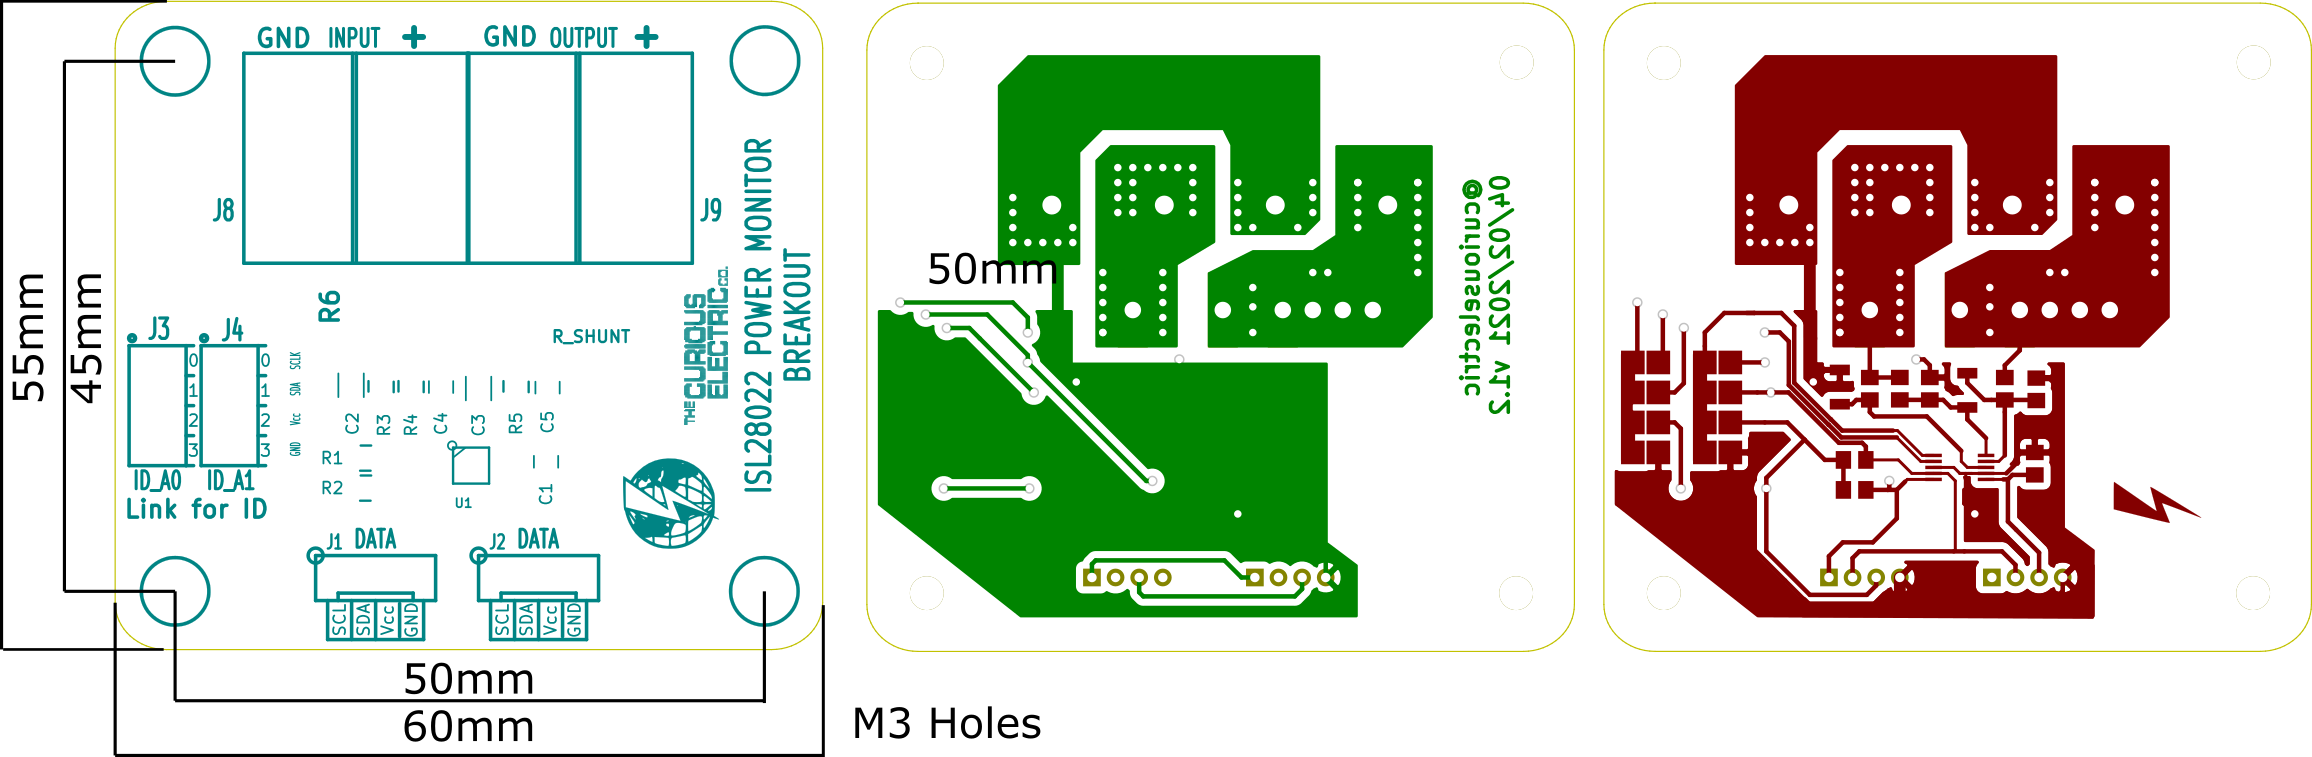 GND INPUT +
GND OUTPUT +
J8
J9
ISL28022 POWER MONITOR
BREAKOUT
THE CURIOUS
ELECTRIC CO.
R6
R_SHUNT
J3
J4
0
1
2
3
0
1
2
3
SCLK
SDA
Vcc
GND
ID_A0
ID_A1
Link for ID
C2
R3
R4
C4
C3
R5
C5
R1
R2
U1
C1
J1 DATA
J2 DATA
SCL
SDA
Vcc
GND
SCL
SDA
Vcc
GND
55mm
45mm
50mm
60mm
M3 Holes
50mm
04/02/2021 v1.2
@curiouselectric